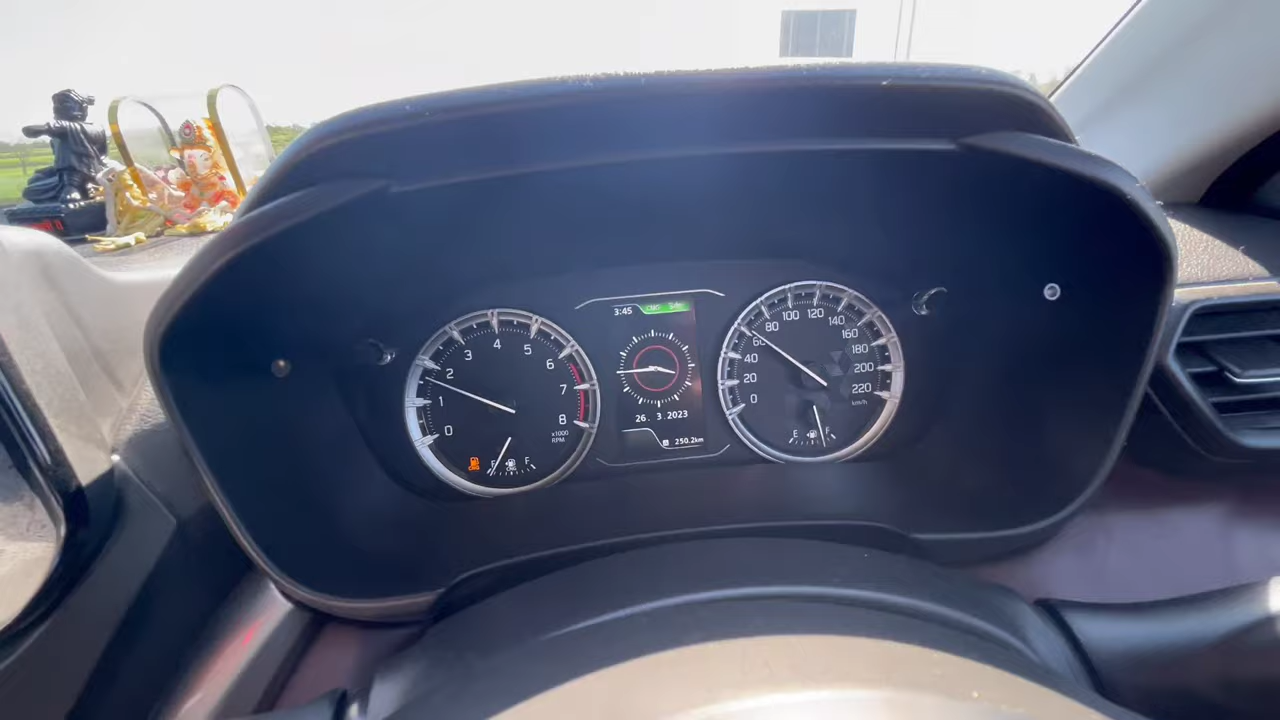 3:45
0 1 2 3 4 5 6 7 8
x1000
RPM
CNG
E F
26. 3.2023
250.2km
0 20 40 60 80 100 120 140 160 180 200 220
km/h
E F